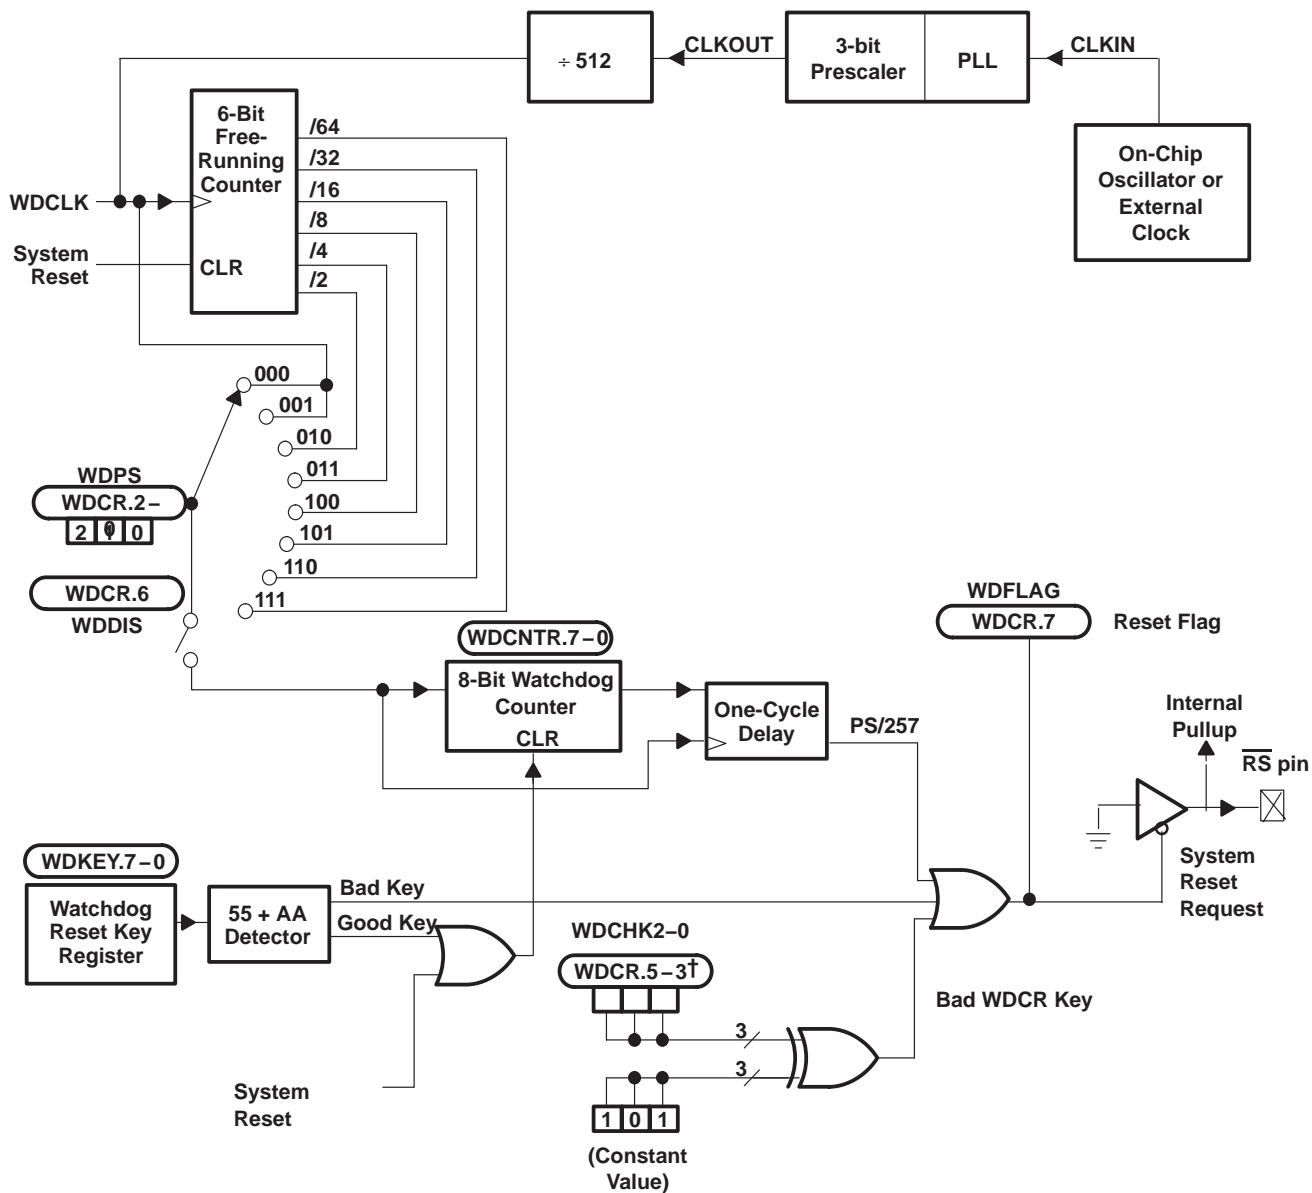 ÷ 512
CLKOUT
3-bit
Prescaler
PLL
CLKIN
On-Chip
Oscillator or
External
Clock
6-Bit
Free-
Running
Counter
CLR
/64
/32
/16
/8
/4
/2
WDCLK
System
Reset
000
001
010
011
100
101
110
111
WDPS
WDCR.2–
2
0
WDCR.6
WDDIS
WDCNTR.7–0
8-Bit Watchdog
Counter
CLR
One-Cycle
Delay
PS/257
WDFLAG
WDCR.7
Reset Flag
Internal
Pullup
RS pin
System
Reset
Request
WDKEY.7–0
Watchdog
Reset Key
Register
55 + AA
Detector
Bad Key
Good Key
System
Reset
WDCHK2–0
WDCR.5–3†
3
3
1 0 1
(Constant
Value)
Bad WDCR Key